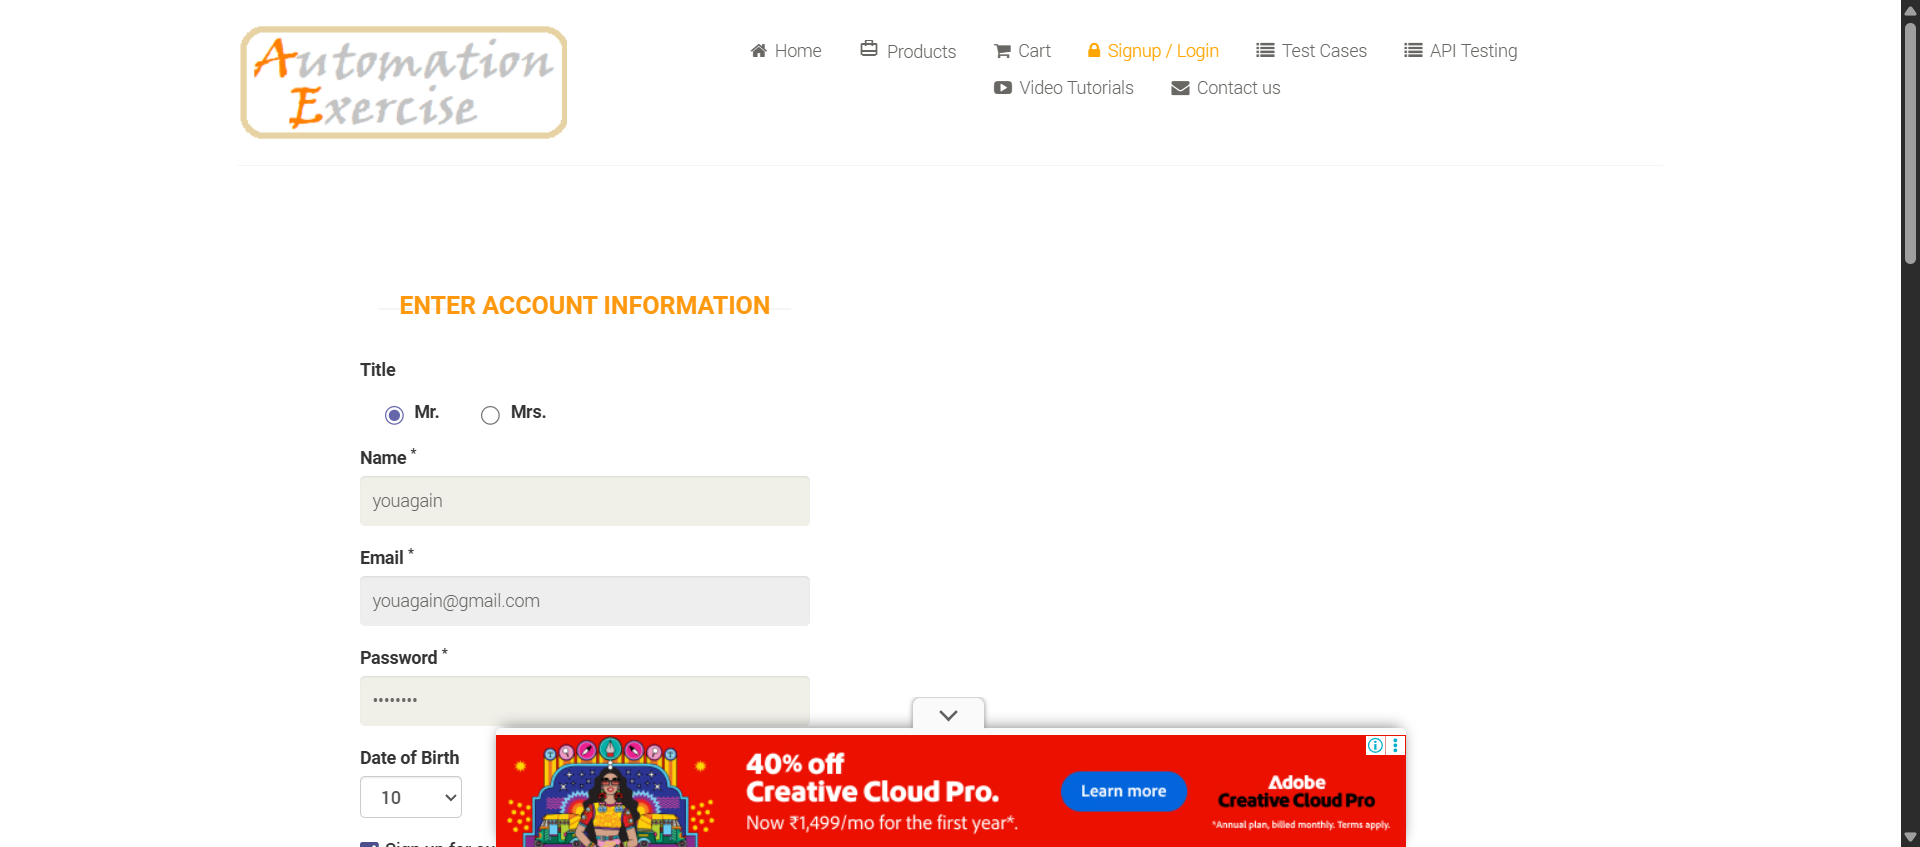 Automation
Exercise
Home
Products
Cart
Signup / Login
Test Cases
API Testing
Video Tutorials
Contact us
ENTER ACCOUNT INFORMATION
Title
Mr.
Mrs.
Name *
youagain
Email *
youagain@gmail.com
Password *
••••••••
Date of Birth
10
40% off
Creative Cloud Pro.
Now ₹1,499/mo for the first year*.
Learn more
Adobe
Creative Cloud Pro
*Annual plan, billed monthly. Terms apply.